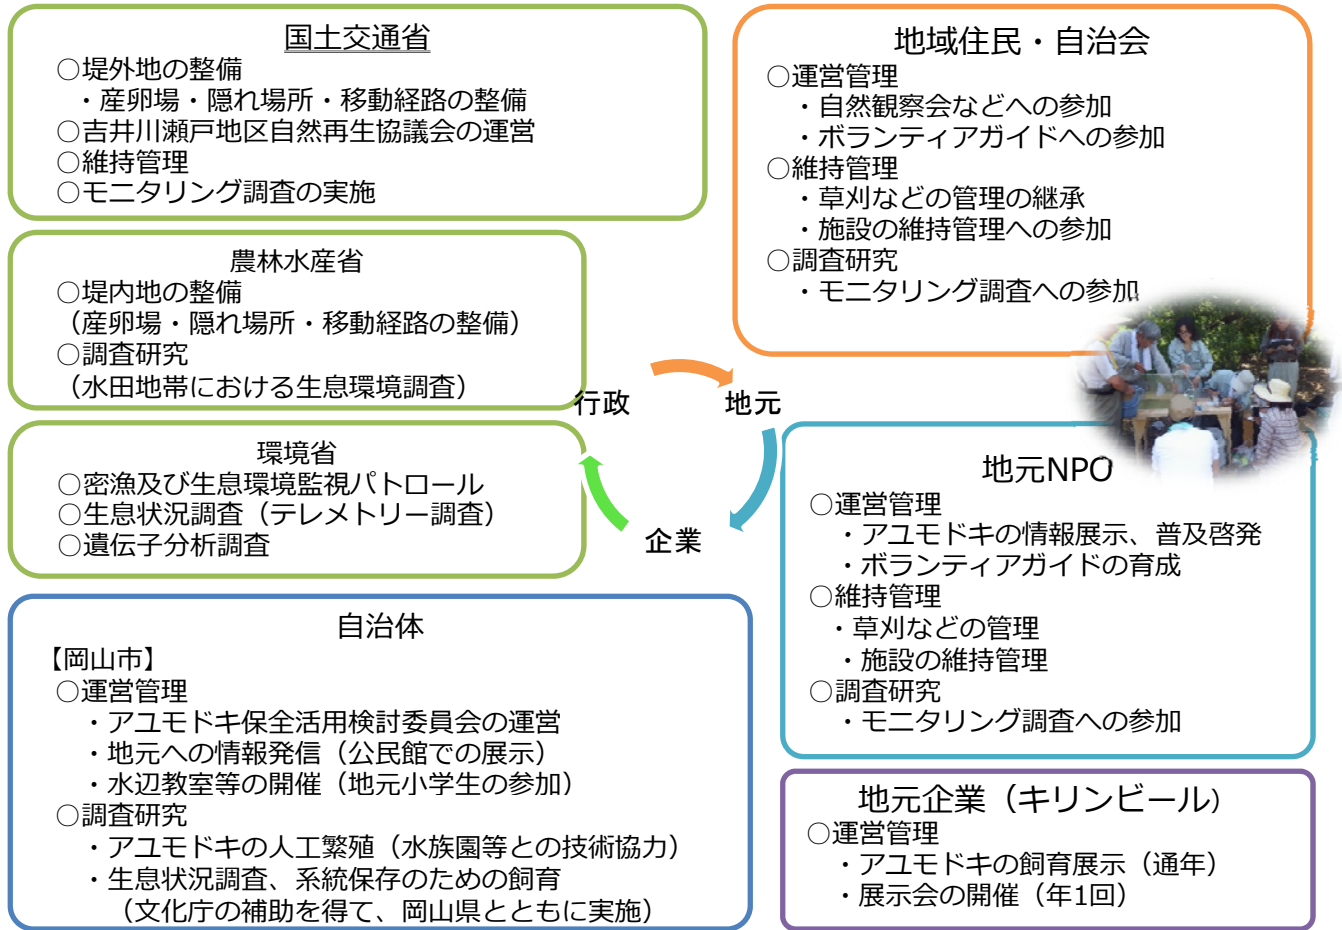 国土交通省
○堤外地の整備
・産卵場・隠れ場所・移動経路の整備
○吉井川瀬戸地区自然再生協議会の運営
○維持管理
○モニタリング調査の実施
農林水産省
○堤内地の整備
（産卵場・隠れ場所・移動経路の整備）
○調査研究
（水田地帯における生息環境調査）
環境省
○密漁及び生息環境監視パトロール
○生息状況調査（テレメトリー調査）
○遺伝子分析調査
自治体
【岡山市】
○運営管理
・アユモドキ保全活用検討委員会の運営
・地元への情報発信（公民館での展示）
・水辺教室等の開催（地元小学生の参加）
○調査研究
・アユモドキの人工繁殖（水族園等との技術協力）
・生息状況調査、系統保存のための飼育
（文化庁の補助を得て、岡山県とともに実施）
行政
地元
企業
地域住民・自治会
○運営管理
・自然観察会などへの参加
・ボランティアガイドへの参加
○維持管理
・草刈などの管理の継承
・施設の維持管理への参加
○調査研究
・モニタリング調査への参加
地元NPO
○運営管理
・アユモドキの情報展示、普及啓発
・ボランティアガイドの育成
○維持管理
・草刈などの管理
・施設の維持管理
○調査研究
・モニタリング調査への参加
地元企業（キリンビール）
○運営管理
・アユモドキの飼育展示（通年）
・展示会の開催（年1回）